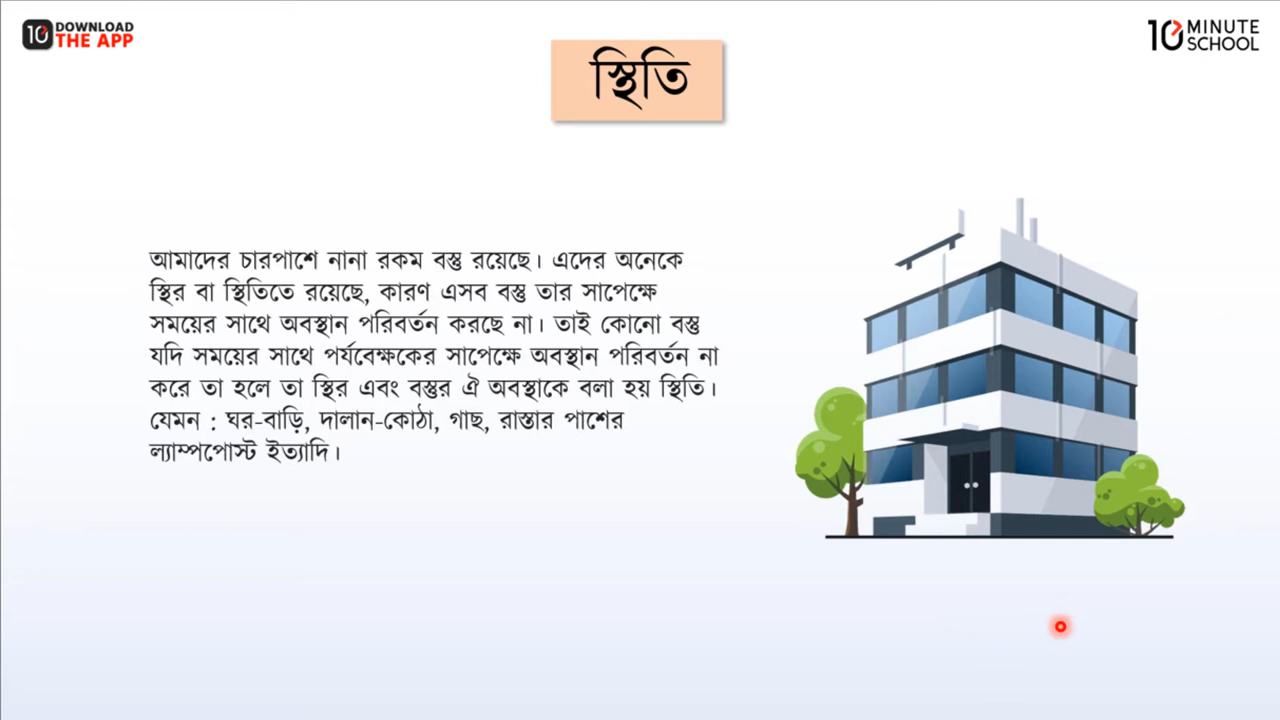 DOWNLOAD
THE APP
10 MINUTE
SCHOOL
স্থিতি
আমাদের চারপাশে নানা রকম বস্তু রয়েছে। এদের অনেকে
স্থির বা স্থিতিতে রয়েছে, কারণ এসব বস্তু তার সাপেক্ষে
সময়ের সাথে অবস্থান পরিবর্তন করছে না। তাই কোনো বস্তু
যদি সময়ের সাথে পর্যবেক্ষকের সাপেক্ষে অবস্থান পরিবর্তন না
করে তা হলে তা স্থির এবং বস্তুর ঐ অবস্থাকে বলা হয় স্থিতি।
যেমন : ঘর-বাড়ি, দালান-কোঠা, গাছ, রাস্তার পাশের
ল্যাম্পপোস্ট ইত্যাদি।